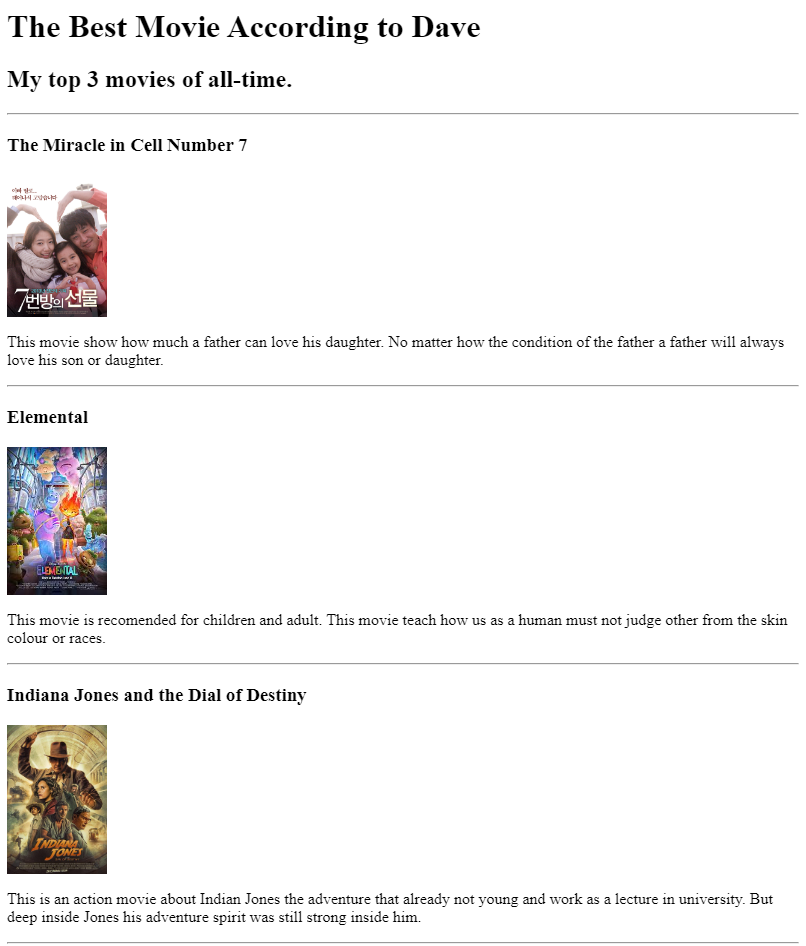 The Best Movie According to Dave
My top 3 movies of all-time.
The Miracle in Cell Number 7
7번방의 선물
This movie show how much a father can love his daughter. No matter how the condition of the father a father will always
love his son or daughter.
Elemental
ELEMENTAL
This movie is recomended for children and adult. This movie teach how us as a human must not judge other from the skin
colour or races.
Indiana Jones and the Dial of Destiny
INDIANA
JONES
This is an action movie about Indian Jones the adventure that already not young and work as a lecture in university. But
deep inside Jones his adventure spirit was still strong inside him.